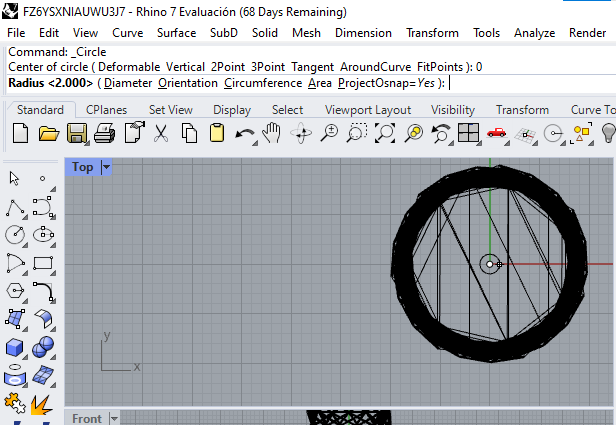 FZ6YSXNIAUWU3J7 - Rhino 7 Evaluación (68 Days Remaining)
File Edit View Curve Surface SubD Solid Mesh Dimension Transform Tools Analyze Render
Command: _Circle
Center of circle ( Deformable Vertical 2Point 3Point Tangent AroundCurve FitPoints ): 0
Radius <2.000> ( Diameter Orientation Circumference Area ProjectOsnap=Yes ):
Standard CPlanes Set View Display Select Viewport Layout Visibility Transform Curve To
Top
y
x
Front